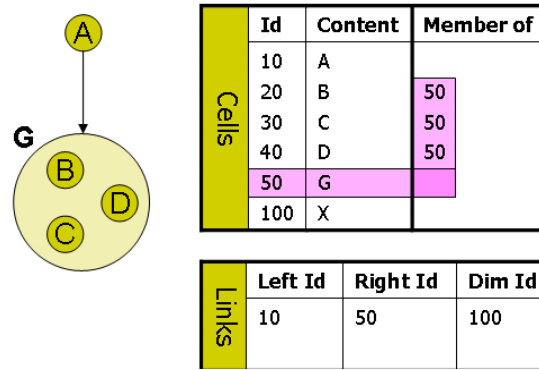 A
G
B
D
C
Cells
Id Content Member of
10 A
20 B 50
30 C 50
40 D 50
50 G
100 X
Links
Left Id Right Id Dim Id
10 50 100